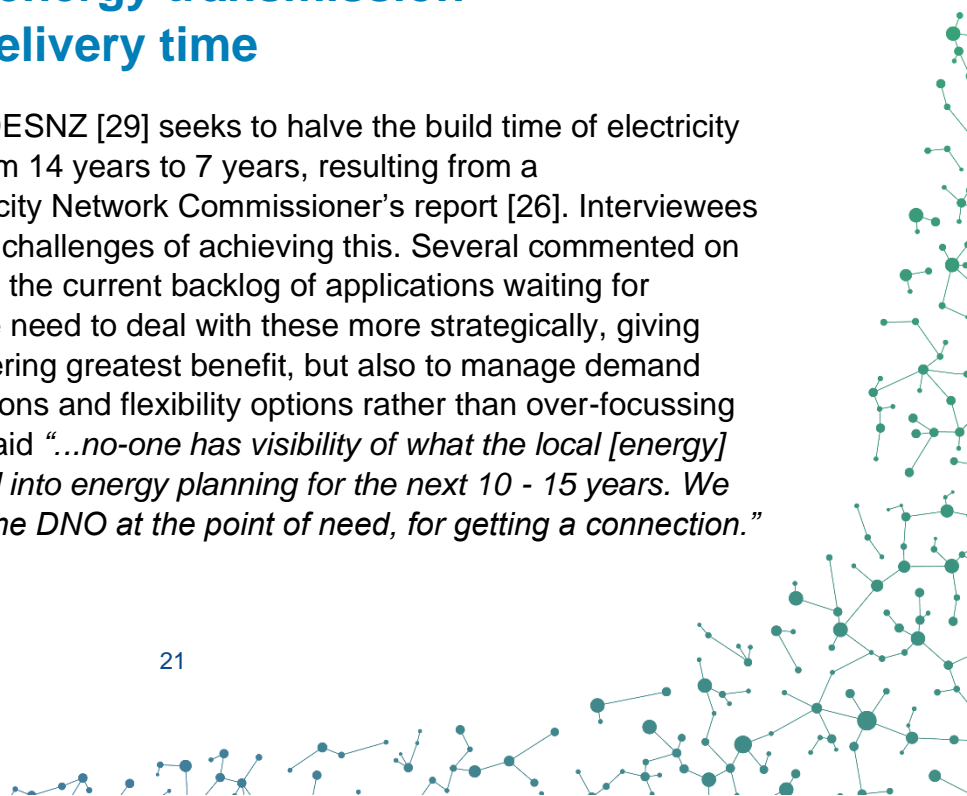 energy transmission
elivery time
ESNZ [29] seeks to halve the build time of electricity
m 14 years to 7 years, resulting from a
city Network Commissioner's report [26]. Interviewees
challenges of achieving this. Several commented on
the current backlog of applications waiting for
need to deal with these more strategically, giving
ering greatest benefit, but also to manage demand
ons and flexibility options rather than over-focussing
aid “...no-one has visibility of what the local [energy]
into energy planning for the next 10 - 15 years. We
ne DNO at the point of need, for getting a connection.”
21